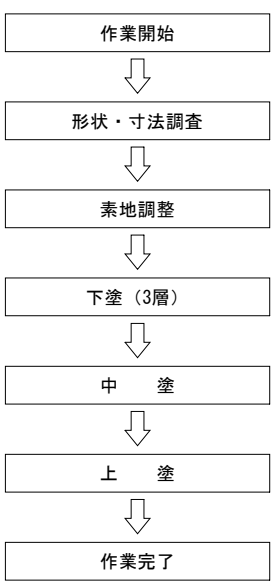 作業開始
形状・寸法調査
素地調整
下塗（3層）
中　　塗
上　　塗
作業完了